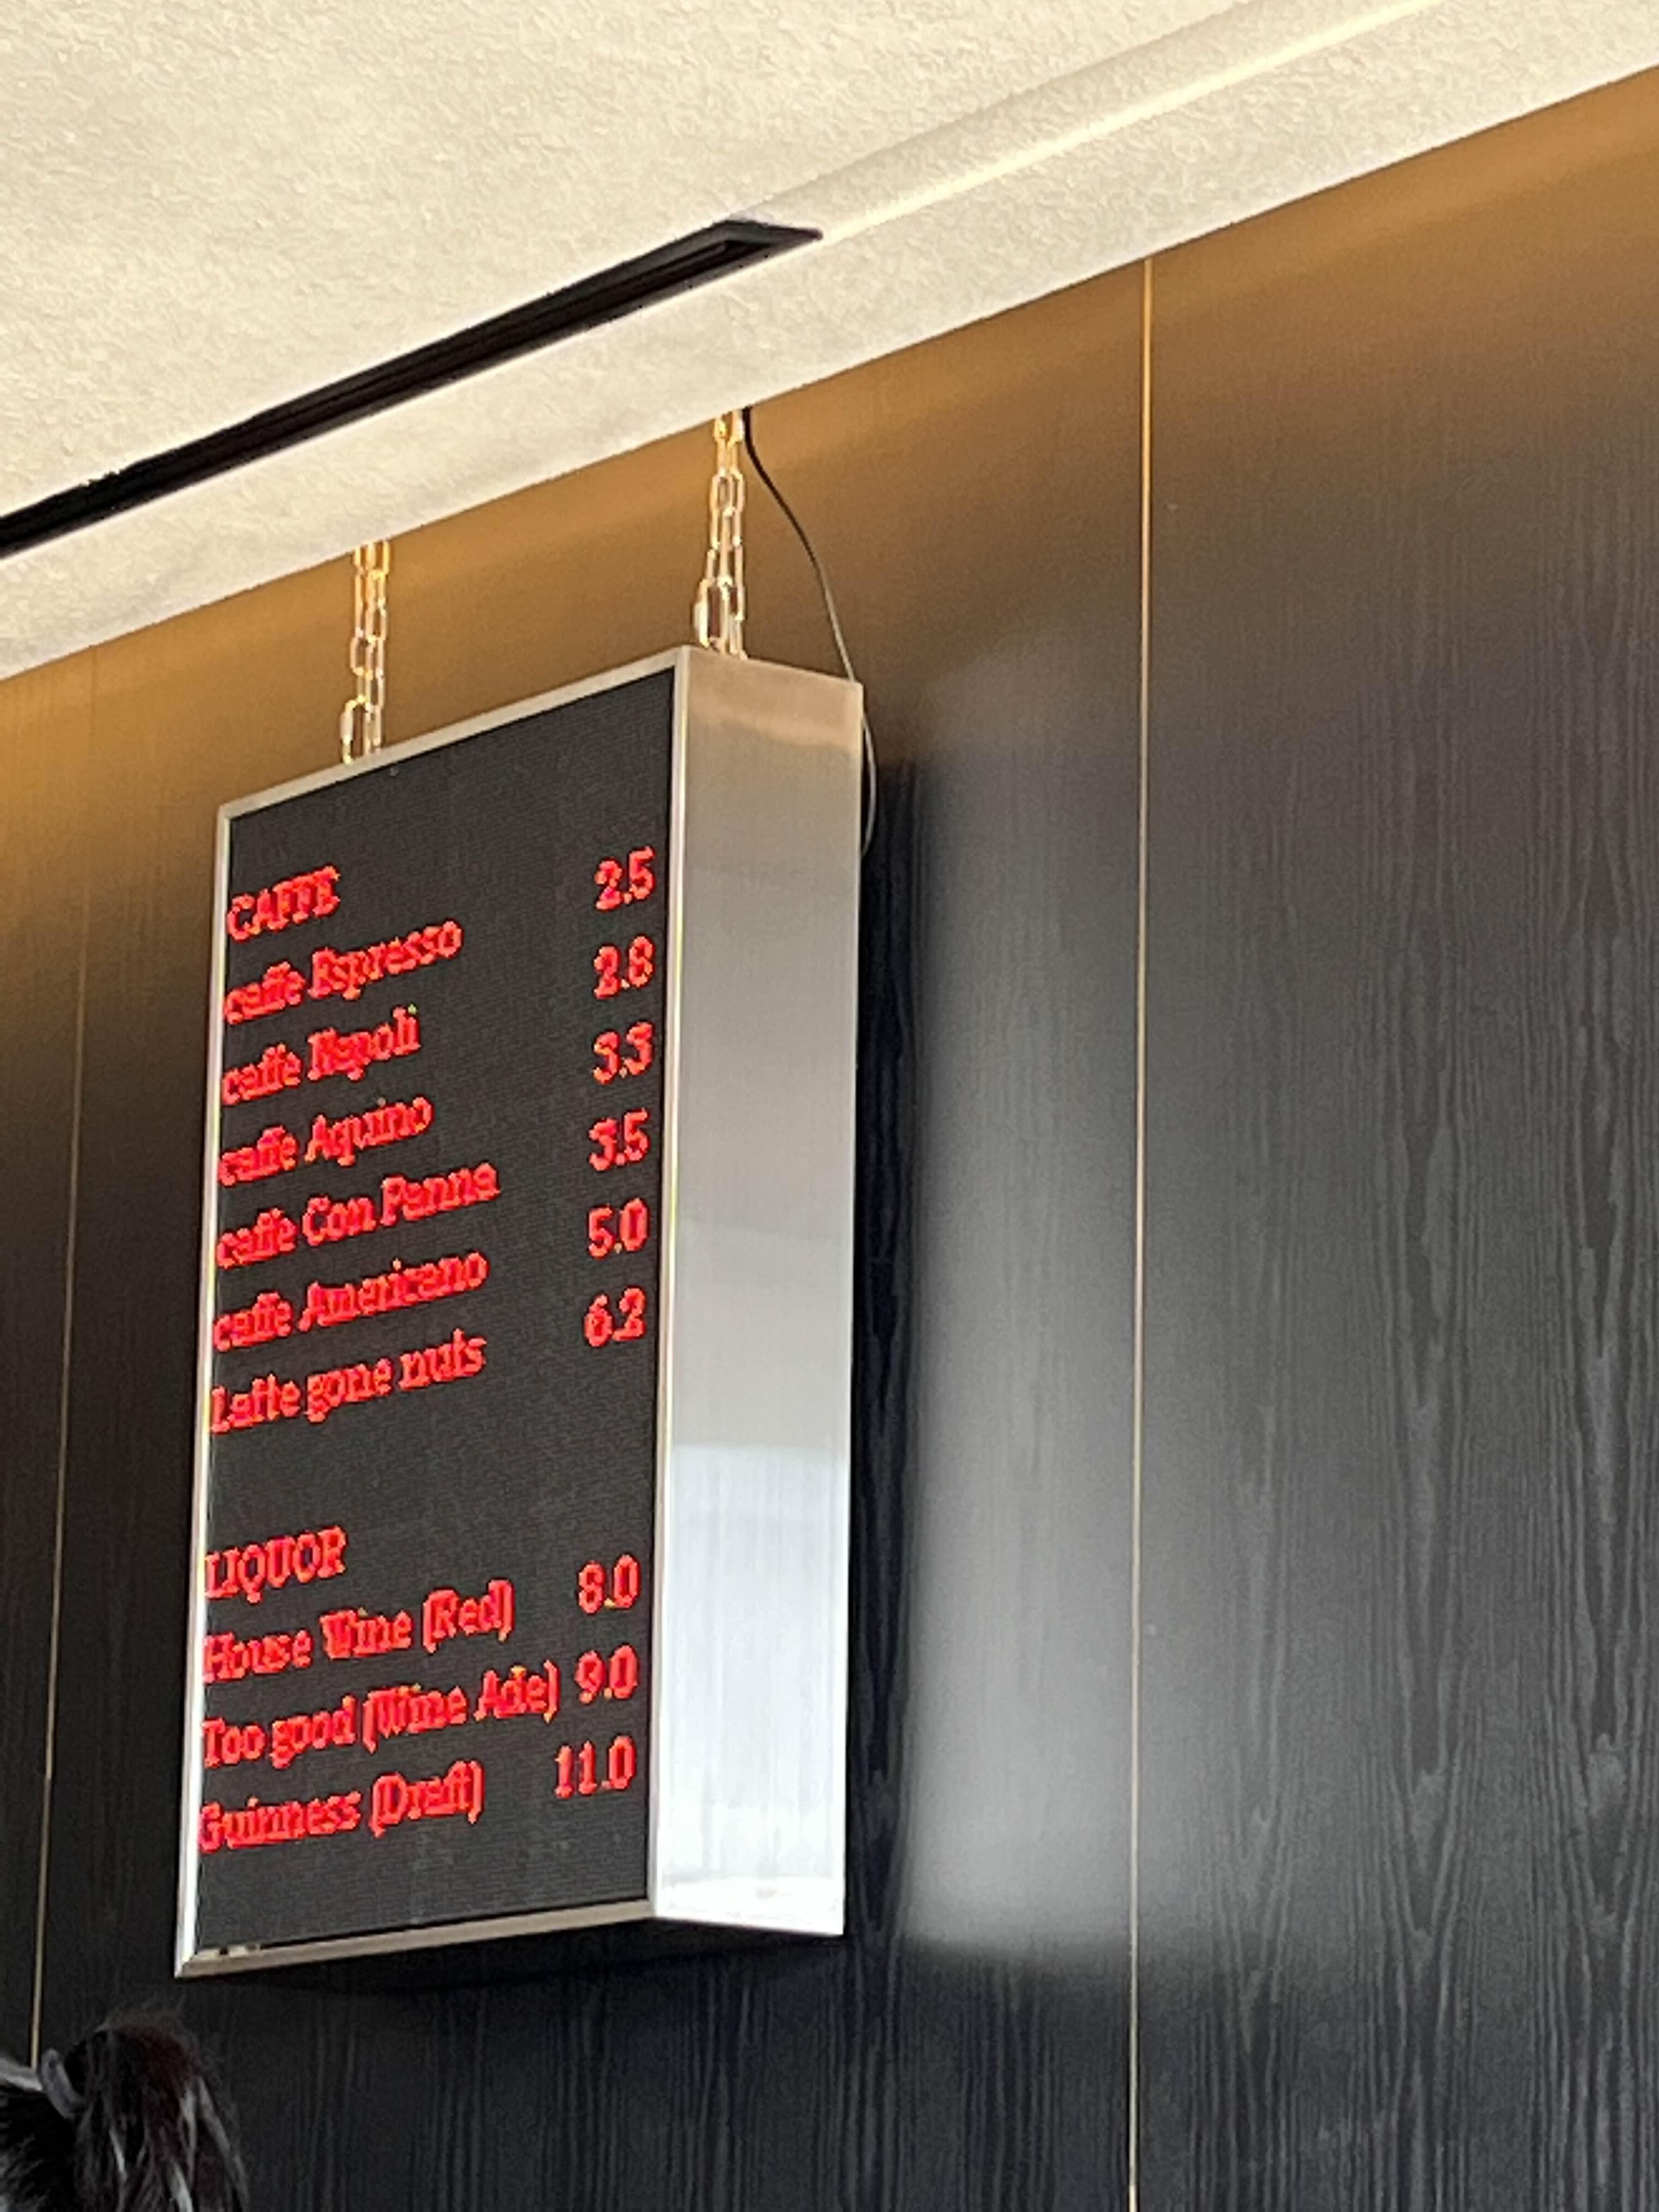 CAFFE
caffe Espresso 2.5
caffe Napoli 2.8
caffe Aquino 3.3
caffe Con Panna 3.5
caffe Americano 5.0
Latte gone nuts 6.2
LIQUOR
House Wine (Red) 8.0
Too good (Wine Ade) 9.0
Guinness (Draft) 11.0